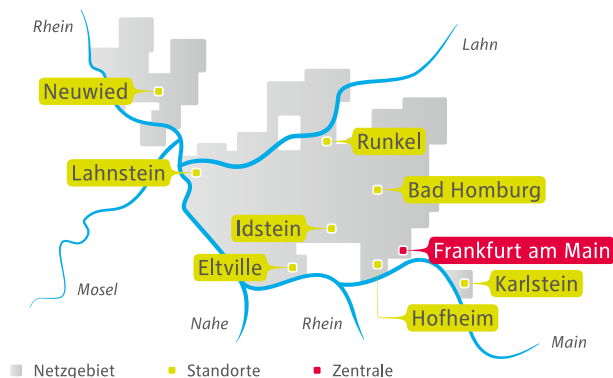 Rhein
Lahn
Neuwied
Runkel
Lahnstein
Bad Homburg
Idstein
Frankfurt am Main
Eltville
Karlstein
Mosel
Hofheim
Nahe
Rhein
Main
Netzgebiet
Standorte
Zentrale